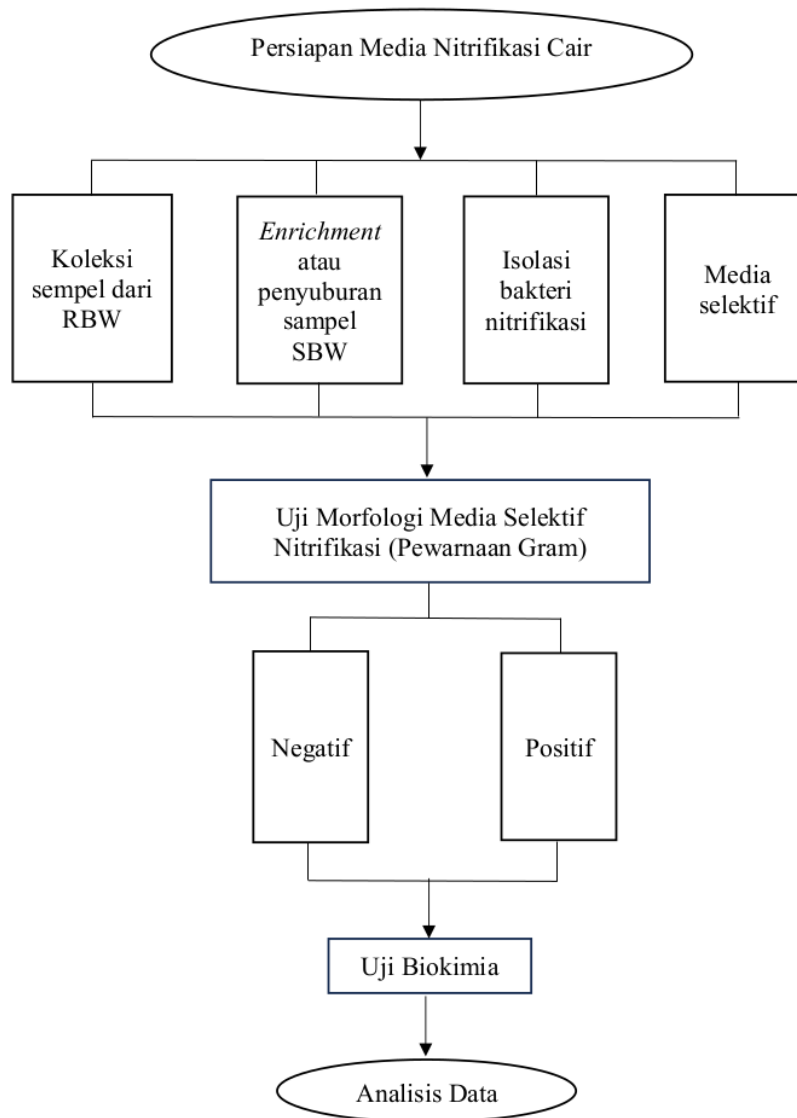 Persiapan Media Nitrifikasi Cair
Koleksi
sempel dari
RBW
Enrichment
atau
penyuburan
sampel
SBW
Isolasi
bakteri
nitrifikasi
Media
selektif
Uji Morfologi Media Selektif
Nitrifikasi (Pewarnaan Gram)
Negatif
Positif
Uji Biokimia
Analisis Data